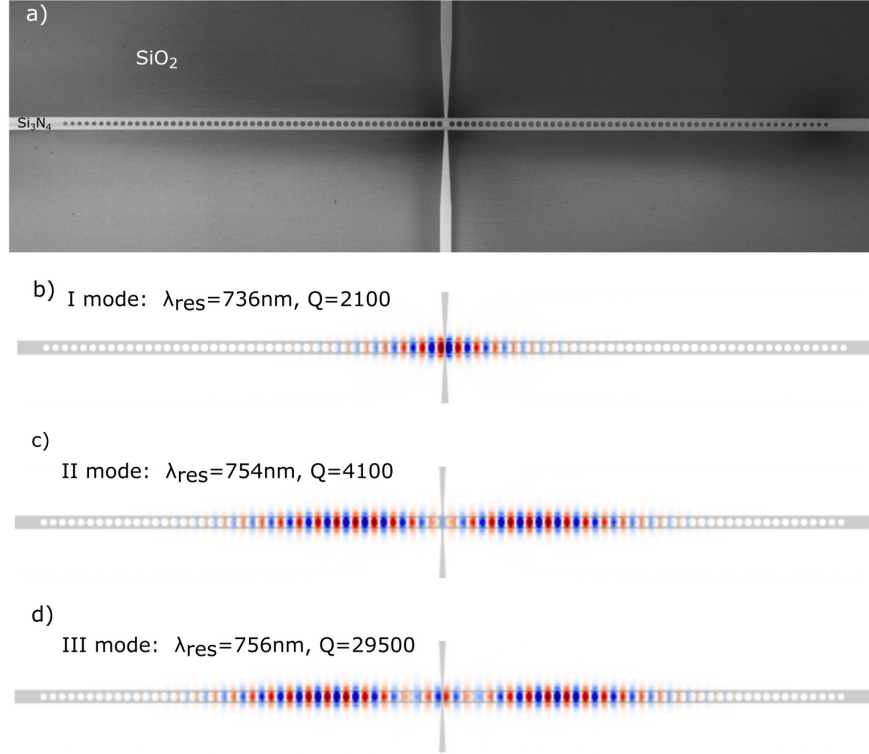 a)
SiO₂
Si₃N₄
b) I mode: λres=736nm, Q=2100
c)
II mode: λres=754nm, Q=4100
d)
III mode: λres=756nm, Q=29500